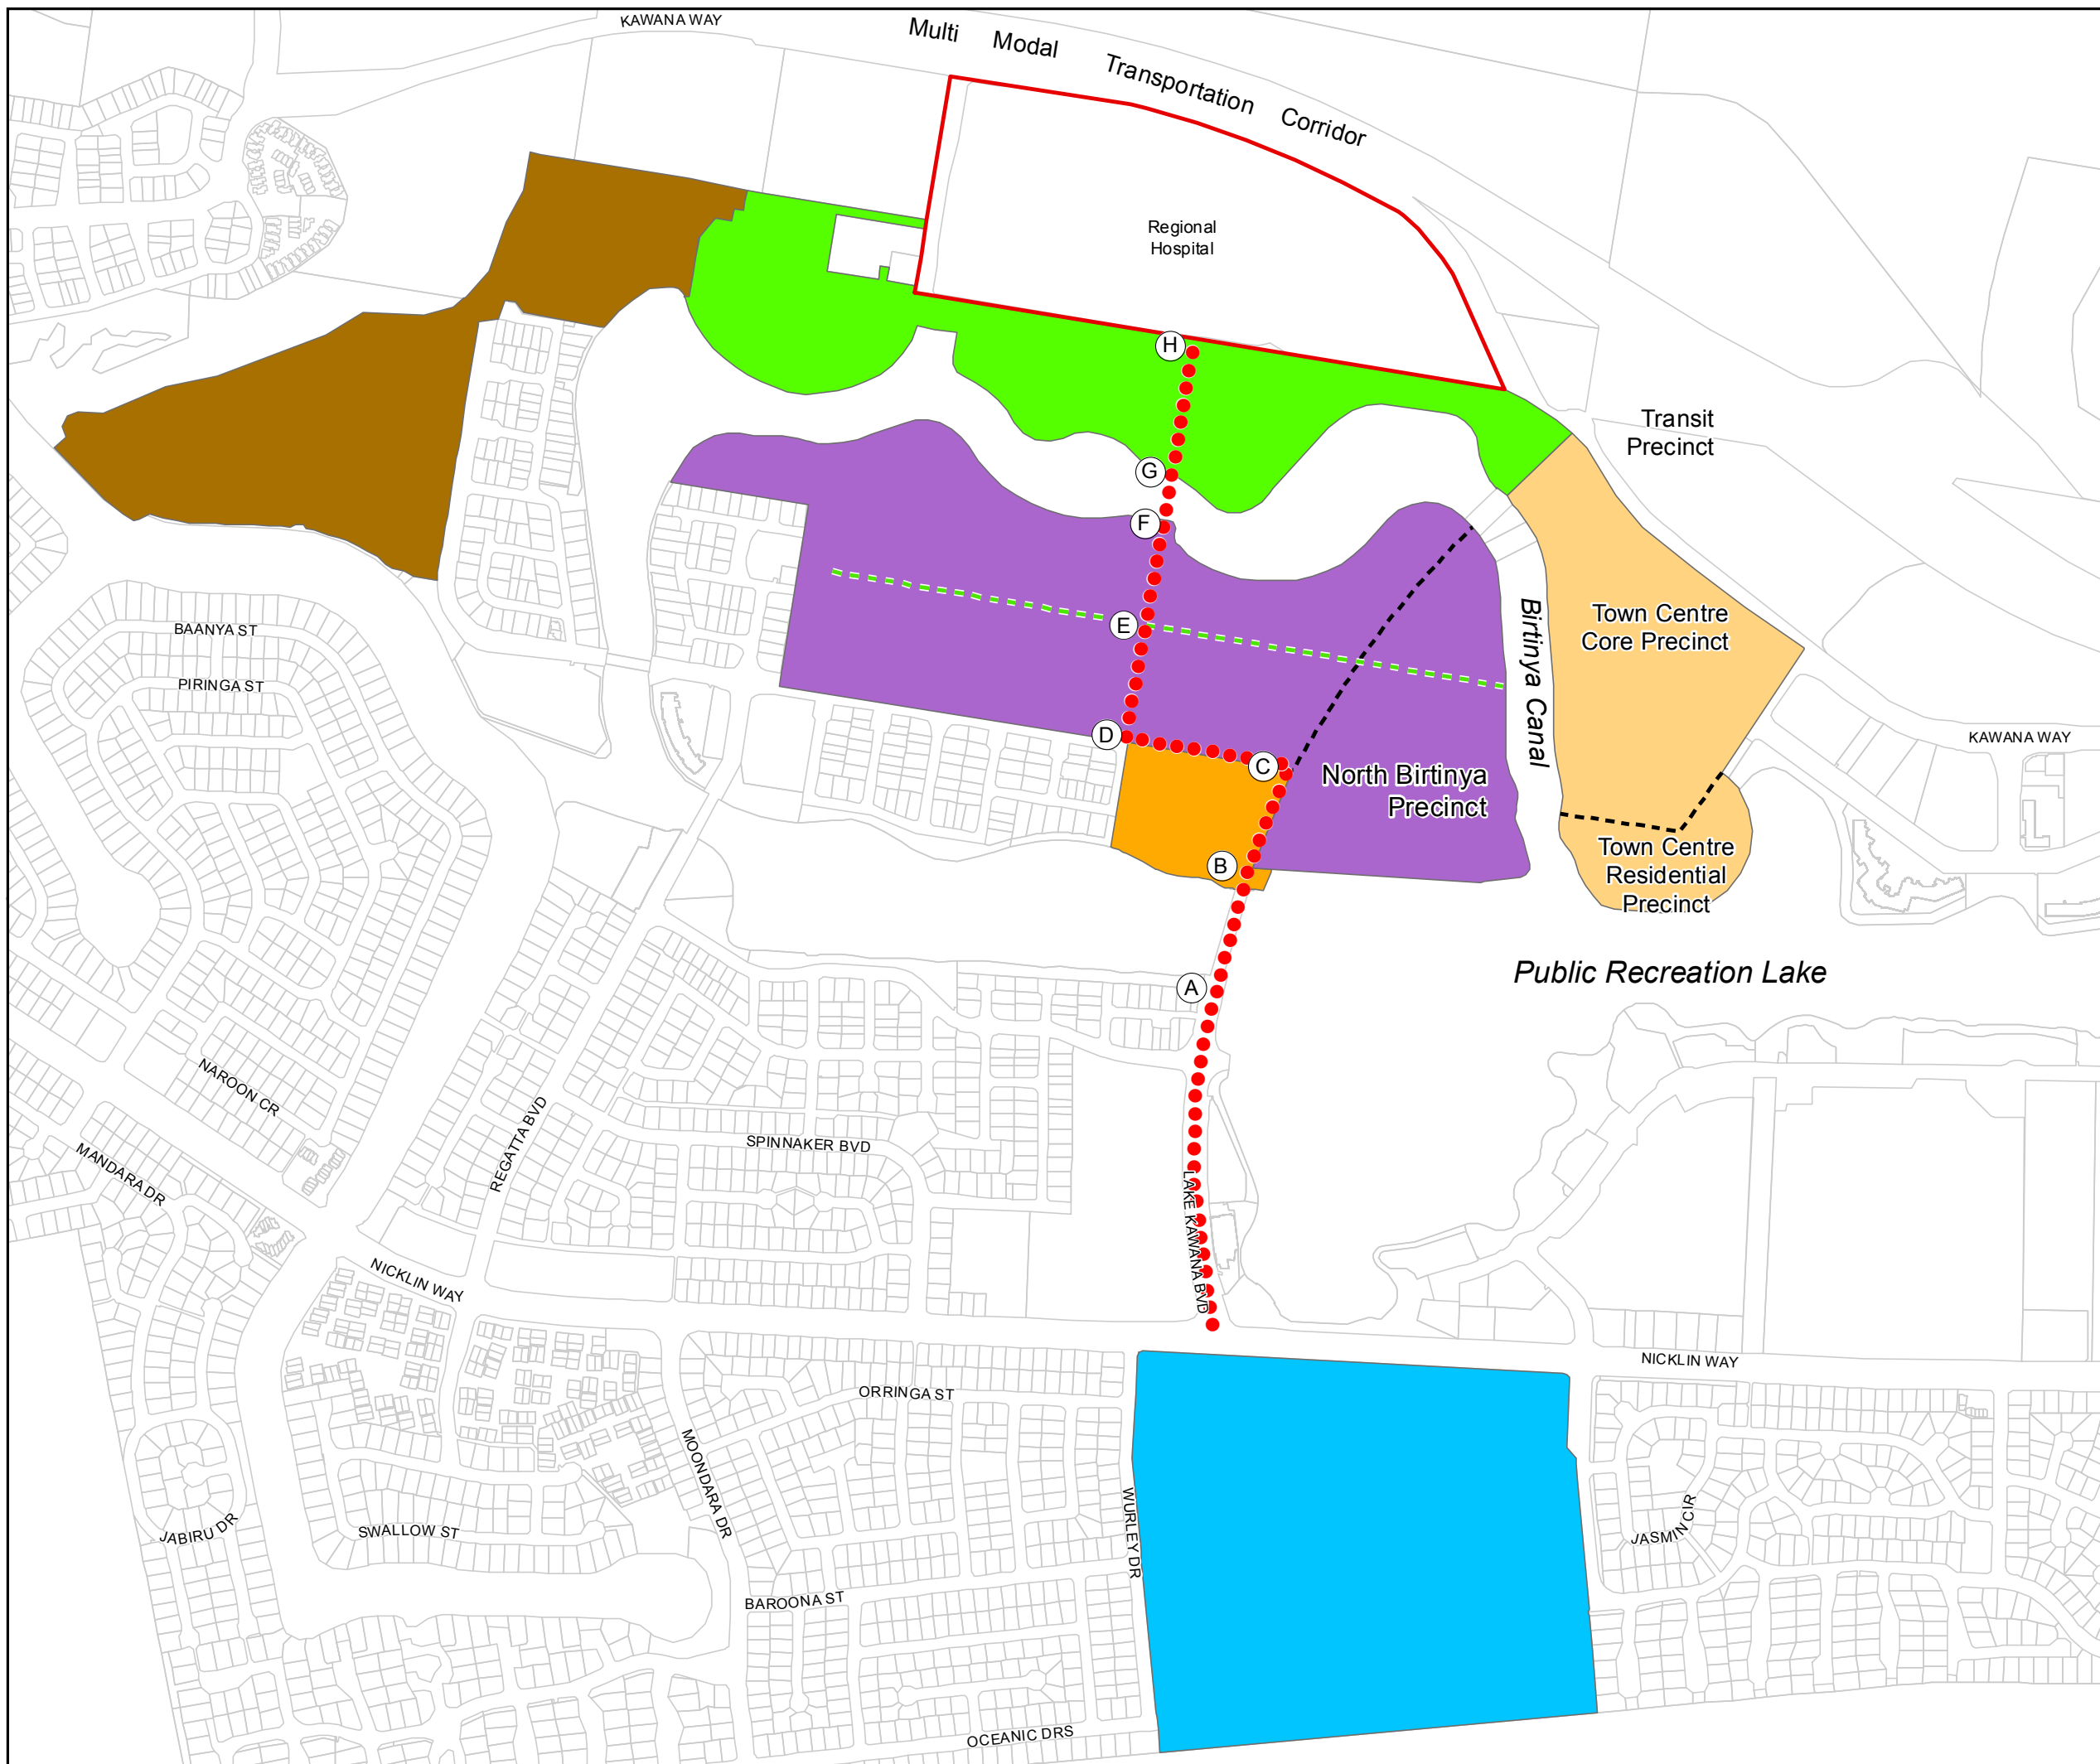 KAWANA WAY
Multi Modal Transportation Corridor
Regional
Hospital
H
Transit
Precinct
G
F
Town Centre
Core Precinct
E
Birtinya Canal
BAANYA ST
PIRINGA ST
D
C
KAWANA WAY
North Birtinya
Precinct
B
Town Centre
Residential
Precinct
A
Public Recreation Lake
NAROON CR
REGATTA BVD
SPINNAKER BVD
MANDARA DR
LAKE KAWANA BVD
NICKLIN WAY
NICKLIN WAY
ORRINGA ST
MOONDARA DR
WURLEY DR
JABIRU DR
SWALLOW ST
JASMIN CIR
BAROONA ST
OCEANIC DRS